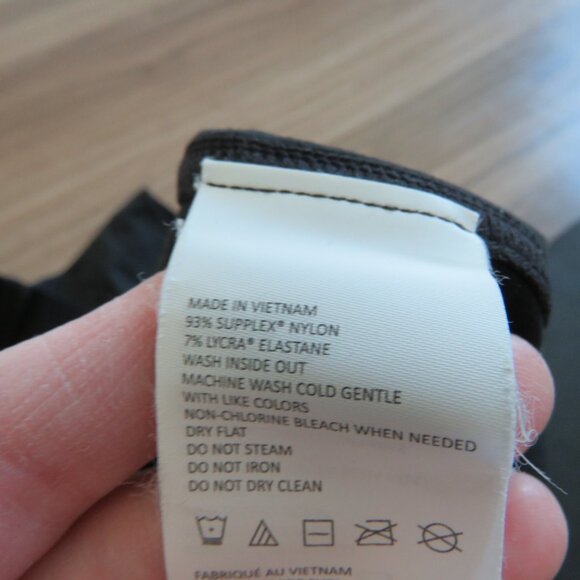 MADE IN VIETNAM
93% SUPPLEX® NYLON
7% LYCRA® ELASTANE
WASH INSIDE OUT
MACHINE WASH COLD GENTLE
WITH LIKE COLORS
NON-CHLORINE BLEACH WHEN NEEDED
DRY FLAT
DO NOT STEAM
DO NOT IRON
DO NOT DRY CLEAN
FABRIQUÉ AU VIETNAM